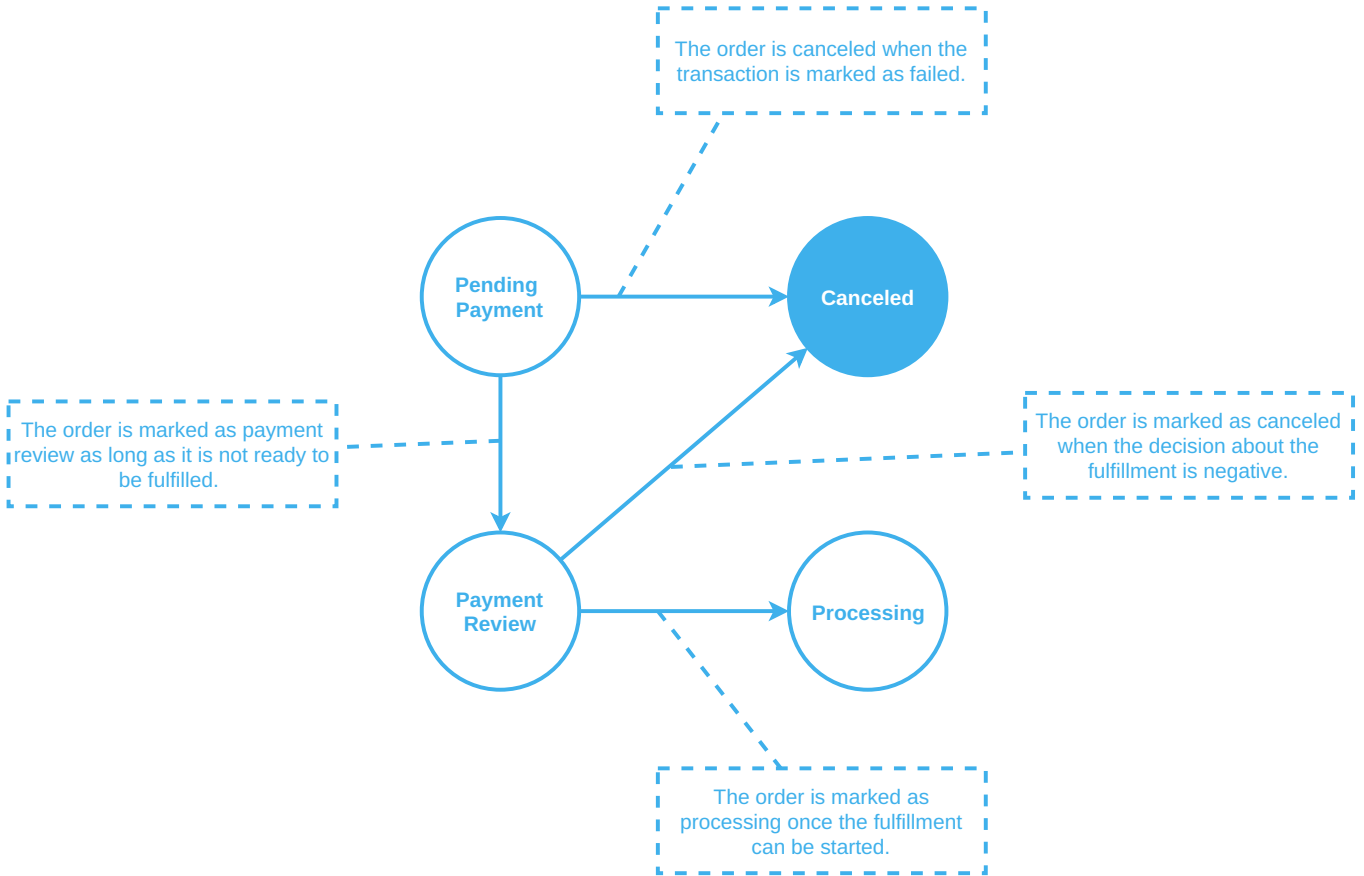 The order is canceled when the
transaction is marked as failed.
Pending
Payment
Canceled
The order is marked as payment
review as long as it is not ready to
be fulfilled.
The order is marked as canceled
when the decision about the
fulfillment is negative.
Payment
Review
Processing
The order is marked as
processing once the fulfillment
can be started.